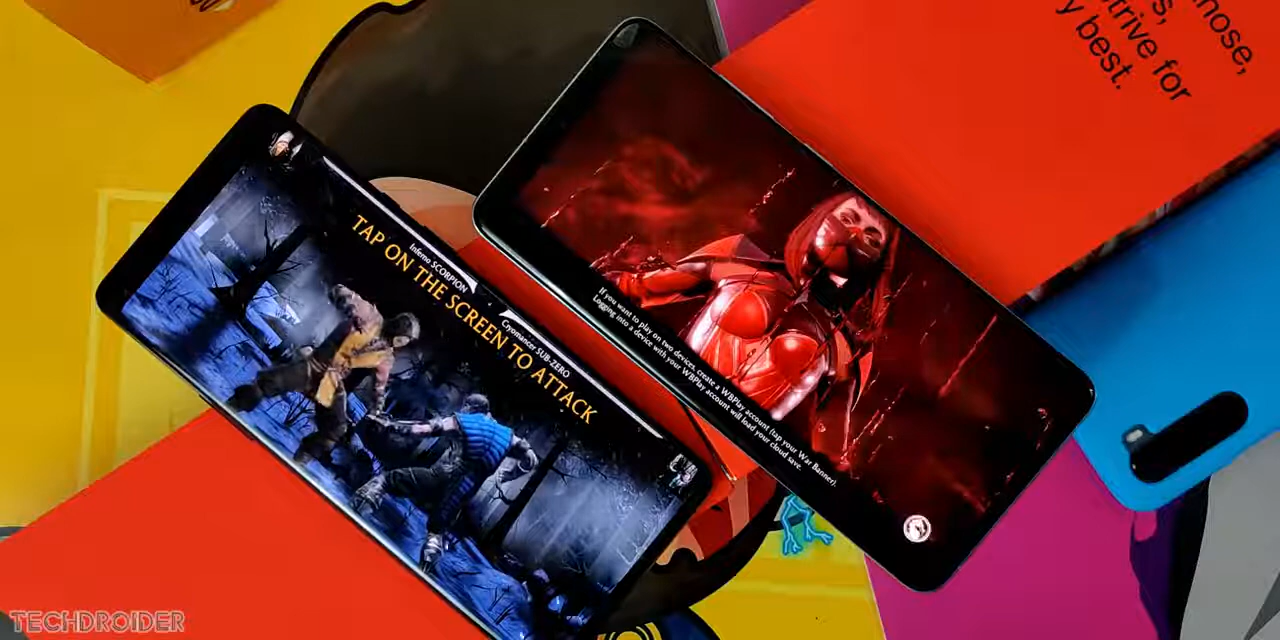 Inferno SCORPION
Cryomancer SUB-ZERO
TAP ON THE SCREEN TO ATTACK
If you want to play on two devices, create a WBPlay account (tap your War Banner).
Logging into a device with your WBPlay account will load your cloud save.
y best.
trive for
s,
nose,
TECHDROIDER